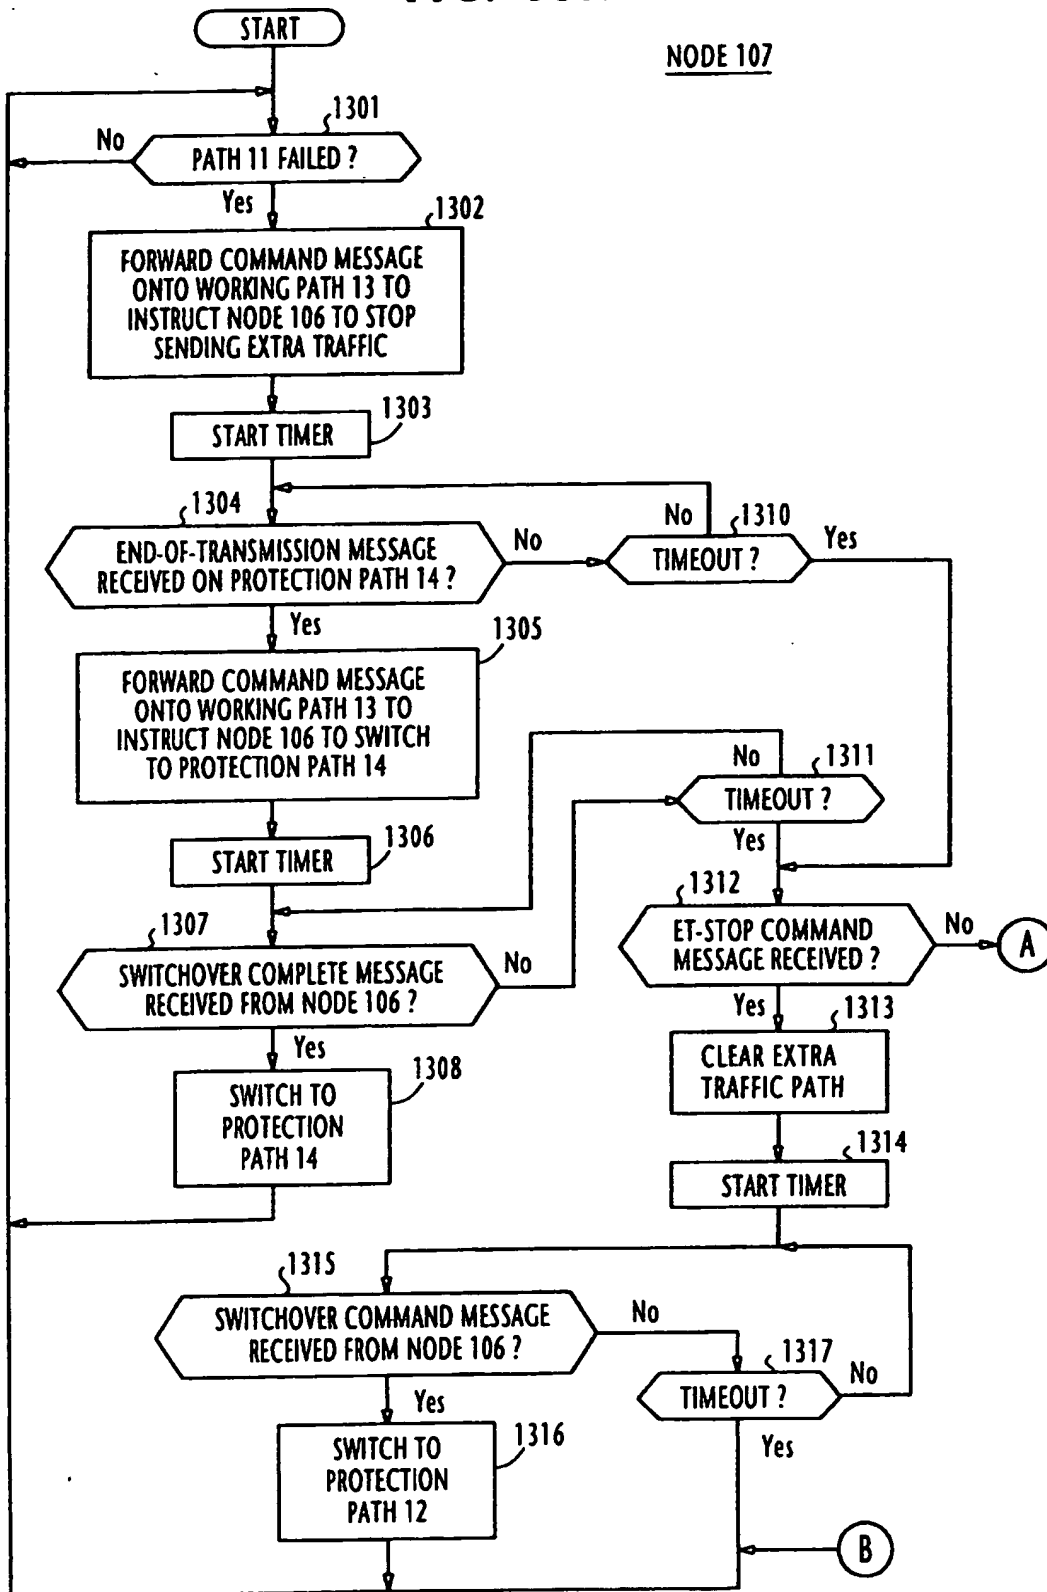 START
NODE 107
1301
No
PATH 11 FAILED ?
Yes
1302
FORWARD COMMAND MESSAGE
ONTO WORKING PATH 13 TO
INSTRUCT NODE 106 TO STOP
SENDING EXTRA TRAFFIC
1303
START TIMER
1304
END-OF-TRANSMISSION MESSAGE
RECEIVED ON PROTECTION PATH 14 ?
No
No
1310
TIMEOUT ?
Yes
Yes
1305
FORWARD COMMAND MESSAGE
ONTO WORKING PATH 13 TO
INSTRUCT NODE 106 TO SWITCH
TO PROTECTION PATH 14
No
1311
TIMEOUT ?
Yes
1306
START TIMER
1307
SWITCHOVER COMPLETE MESSAGE
RECEIVED FROM NODE 106 ?
No
1312
ET-STOP COMMAND
MESSAGE RECEIVED ?
No
A
Yes
1308
SWITCH TO
PROTECTION
PATH 14
Yes
1313
CLEAR EXTRA
TRAFFIC PATH
1314
START TIMER
1315
SWITCHOVER COMMAND MESSAGE
RECEIVED FROM NODE 106 ?
No
1317
TIMEOUT ?
No
Yes
Yes
1316
SWITCH TO
PROTECTION
PATH 12
B